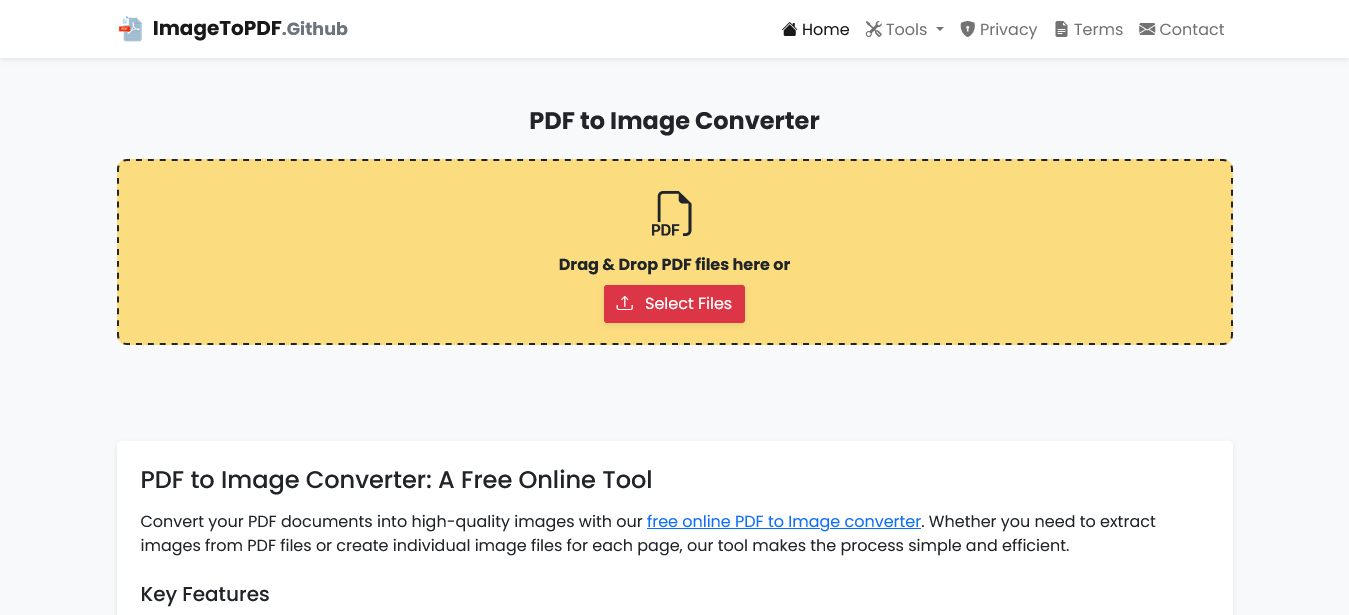 ImageToPDF.Github
Home Tools Privacy Terms Contact
PDF to Image Converter
PDF
Drag & Drop PDF files here or
Select Files
PDF to Image Converter: A Free Online Tool
Convert your PDF documents into high-quality images with our free online PDF to Image converter. Whether you need to extract
images from PDF files or create individual image files for each page, our tool makes the process simple and efficient.
Key Features